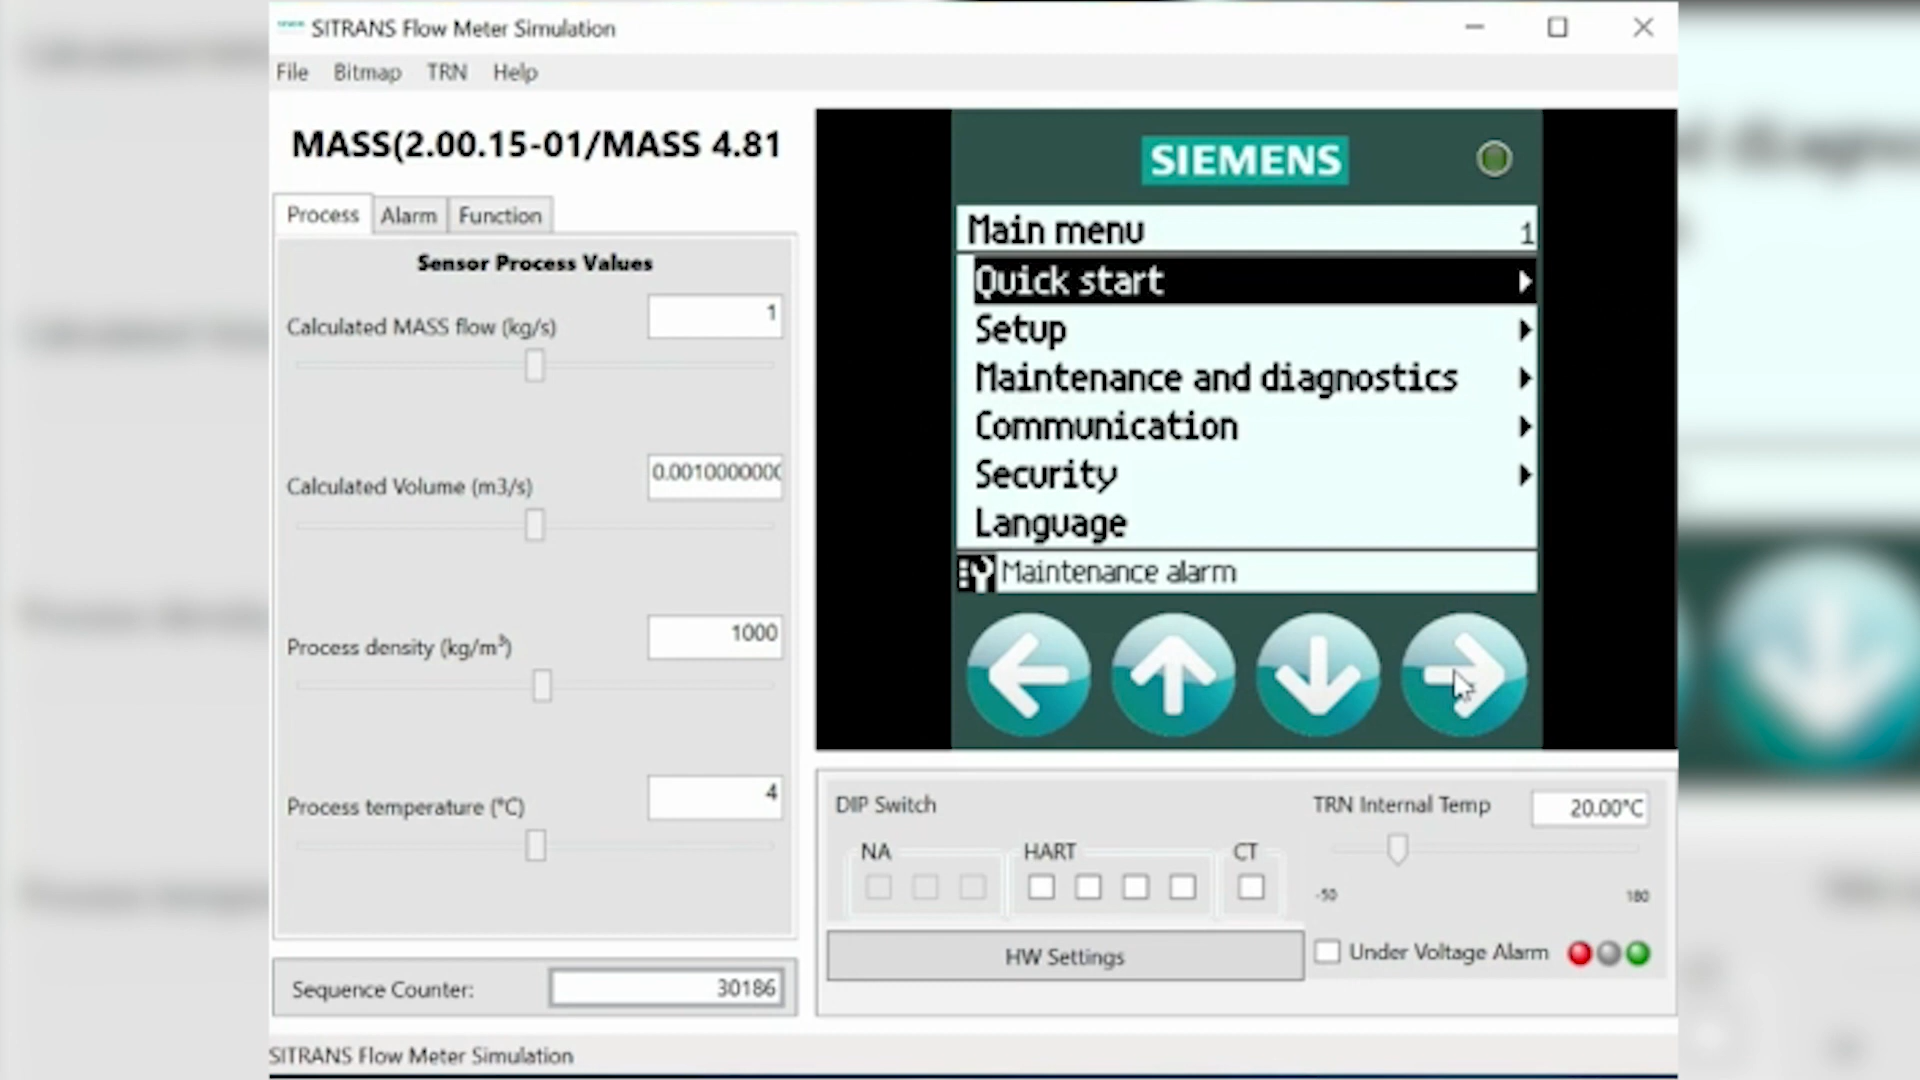 SITRANS Flow Meter Simulation
File Bitmap TRN Help
MASS(2.00.15-01/MASS 4.81
Process Alarm Function
Sensor Process Values
Calculated MASS flow (kg/s) 1
Calculated Volume (m3/s) 0.0010000000
Process density (kg/m³) 1000
Process temperature (°C) 4
Sequence Counter: 30186
SIEMENS
Main menu 1
Quick start
Setup
Maintenance and diagnostics
Communication
Security
Language
Maintenance alarm
DIP Switch
NA HART CT
HW Settings
TRN Internal Temp 20.00°C
-50 180
Under Voltage Alarm
SITRANS Flow Meter Simulation